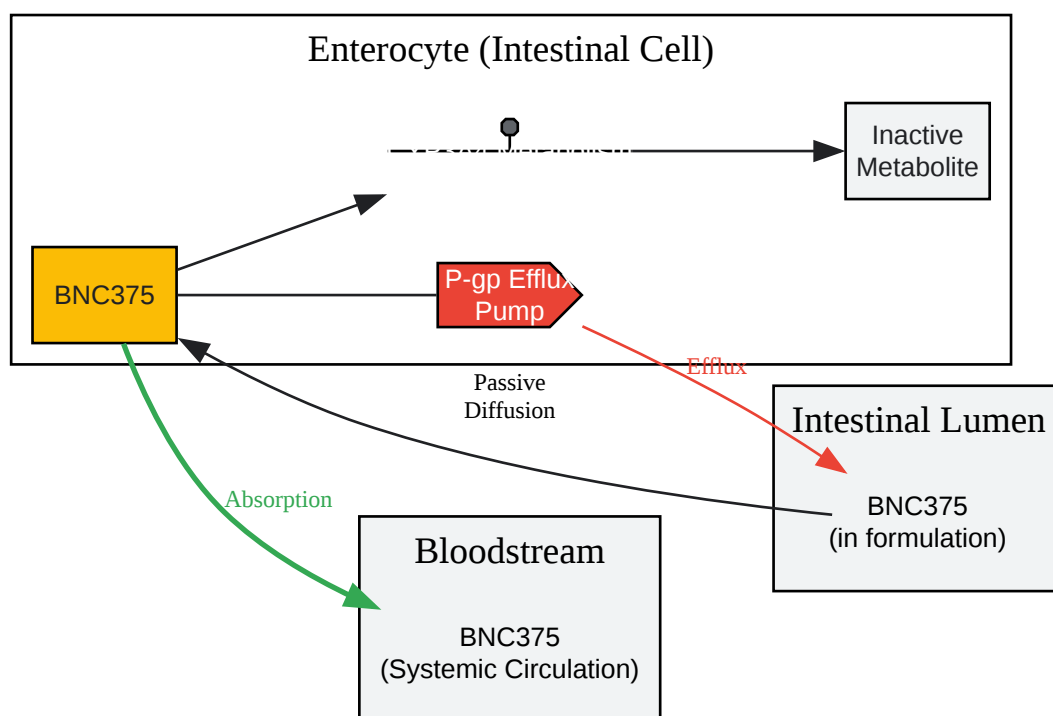 Enterocyte (Intestinal Cell)
Inactive
Metabolite
BNC375
P-gp Efflux
Pump
Efflux
Passive
Diffusion
Intestinal Lumen
BNC375
(in formulation)
Absorption
Bloodstream
BNC375
(Systemic Circulation)